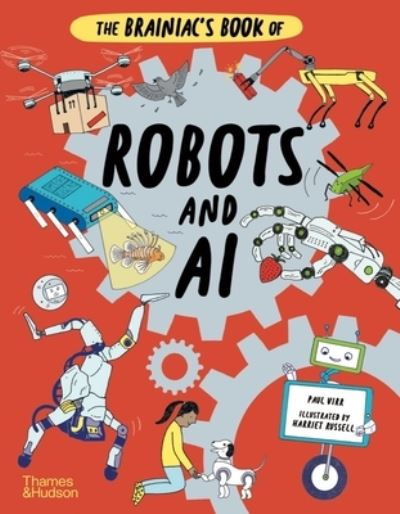 THE BRAINIAC'S BOOK OF
ROBOTS
AND
AI
PAUL VIRR
ILLUSTRATED BY
HARRIET RUSSELL
Thames
&Hudson